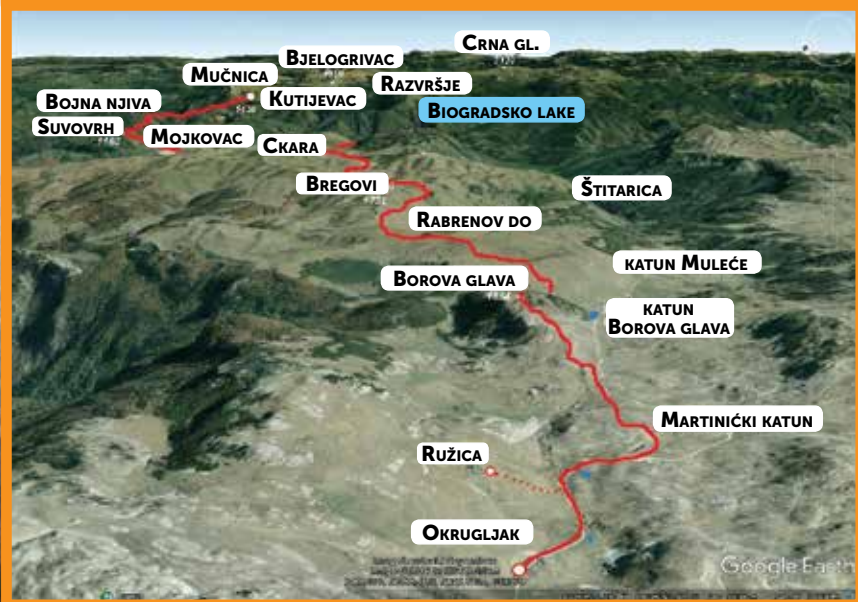 Crna gl.
Bjelogrivac
Mučnica
Razvršje
Kutijevac
Bojna njiva
Biogradsko lake
Suvovrh
Mojkovac
Ckara
Bregovi
Štitarica
Rabrenov do
katun Muleće
Borova glava
katun
Borova glava
Martinićki katun
Ružica
Okrugljak
Google Earth